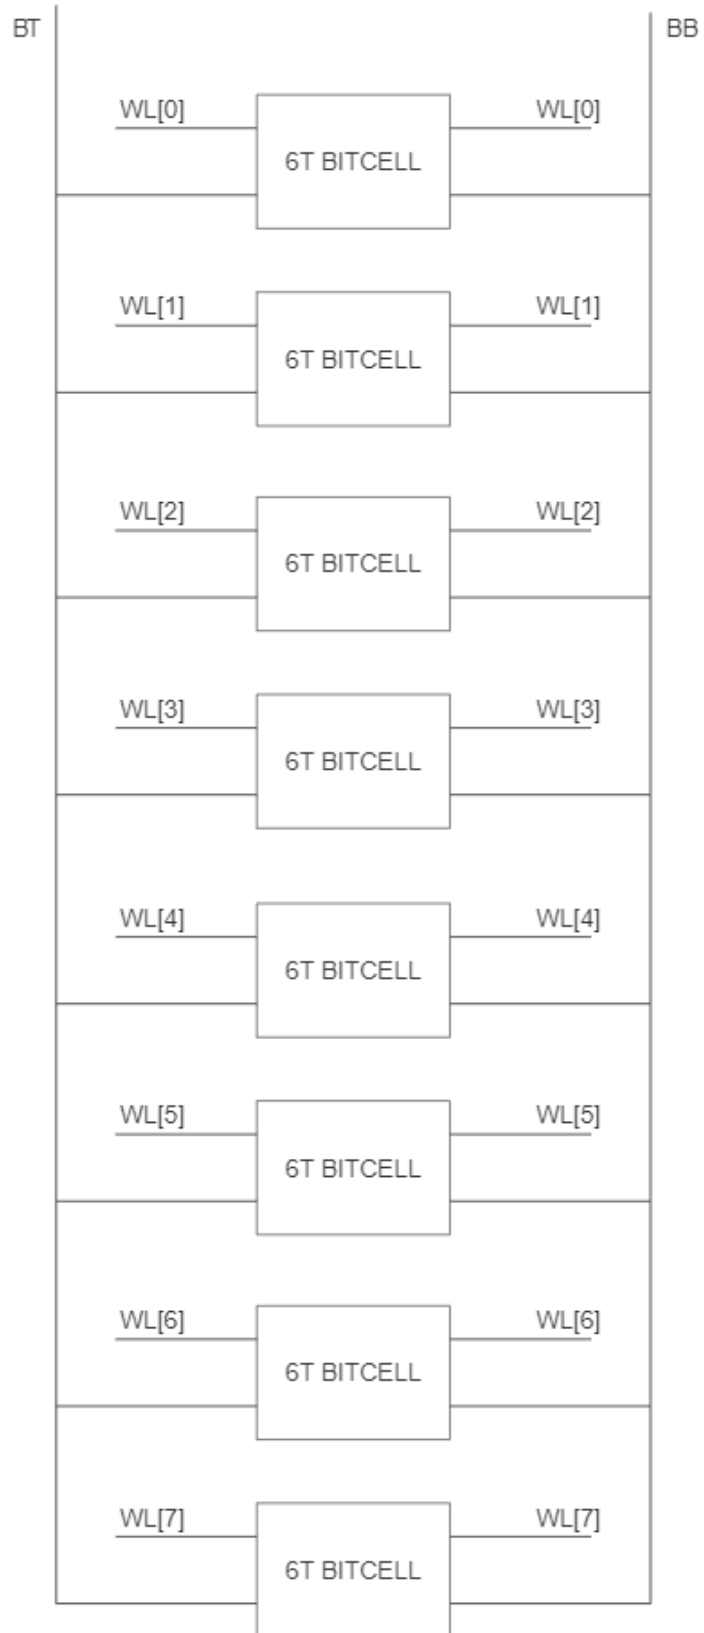 BT BB
WL[0] WL[0]
6T BITCELL
WL[1] WL[1]
6T BITCELL
WL[2] WL[2]
6T BITCELL
WL[3] WL[3]
6T BITCELL
WL[4] WL[4]
6T BITCELL
WL[5] WL[5]
6T BITCELL
WL[6] WL[6]
6T BITCELL
WL[7] WL[7]
6T BITCELL